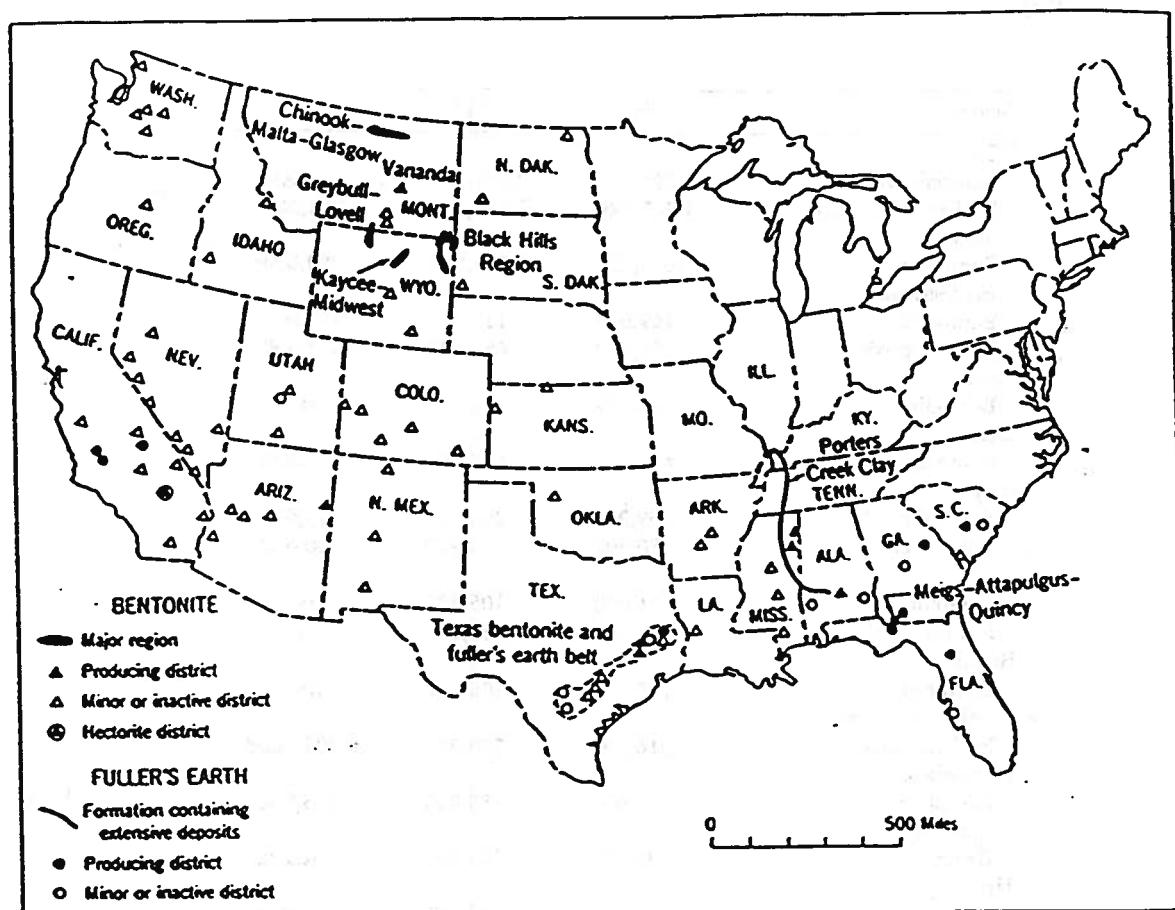 WASH.
Chinook
Malta-Glasgow
Vananda
N. DAK.
Greybull-
Lovell
MONT.
OREG.
IDAHO
Black Hills
Region
Kaycee-
Midwest
WYO.
S. DAK.
CALIF.
NEV.
UTAH
COLO.
KANS.
MO.
ILL.
KY.
Porters
Creek Clay
TENN.
ARIZ.
N. MEX.
OKLA.
ARK.
S.C.
GA.
ALA.
MISS.
LA.
TEX.
Meigs-Attapulgus-
Quincy
Texas bentonite and
fuller's earth belt
FLA.
BENTONITE
Major region
Producing district
Minor or inactive district
Hectorite district
FULLER'S EARTH
Formation containing
extensive deposits
Producing district
Minor or inactive district
0 500 Miles